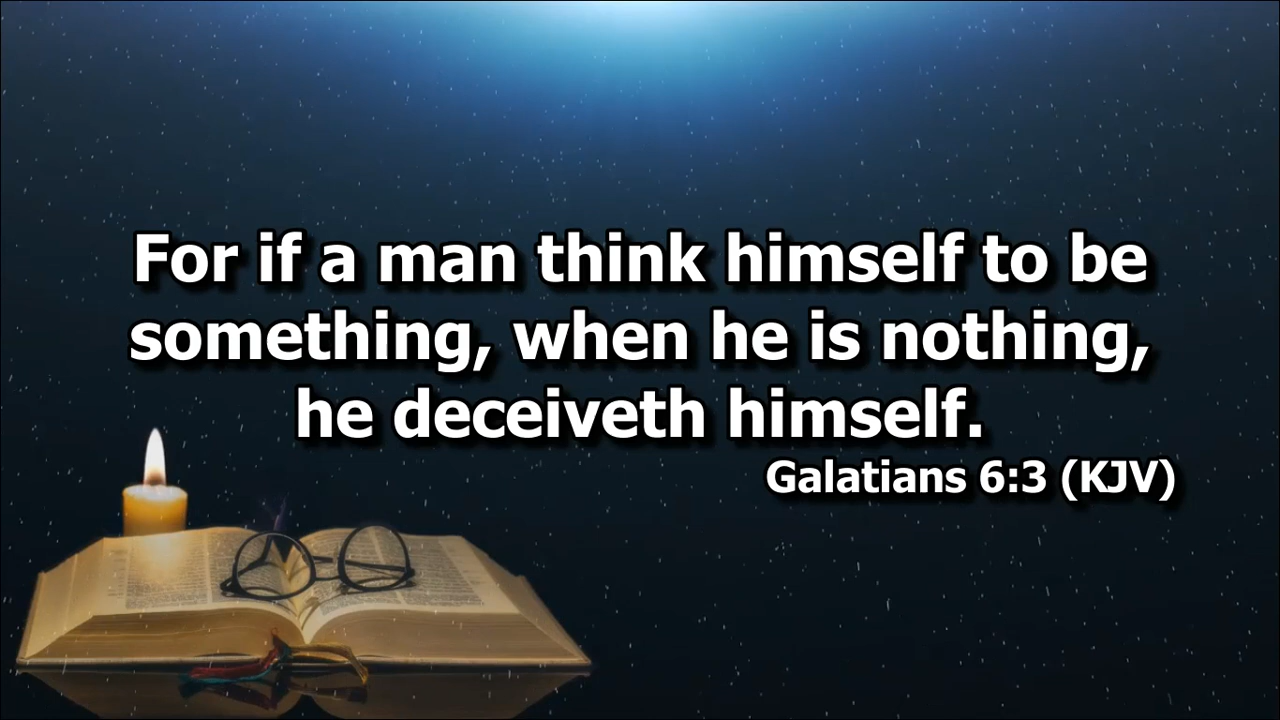 For if a man think himself to be
something, when he is nothing,
he deceiveth himself.
Galatians 6:3 (KJV)